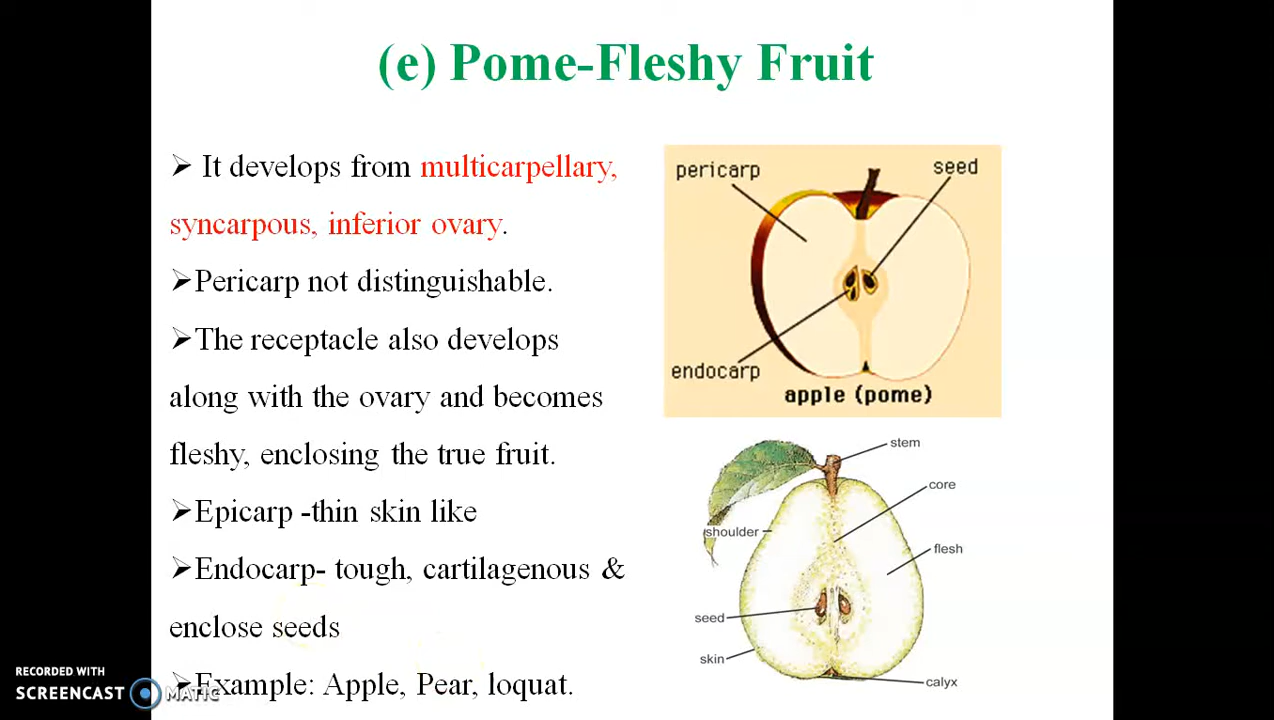 (e) Pome-Fleshy Fruit
➢ It develops from multicarpellary,
syncarpous, inferior ovary.
➢Pericarp not distinguishable.
➢The receptacle also develops
along with the ovary and becomes
fleshy, enclosing the true fruit.
➢Epicarp -thin skin like
➢Endocarp- tough, cartilagenous &
enclose seeds
➢Example: Apple, Pear, loquat.
pericarp
seed
endocarp
apple (pome)
stem
core
shoulder
flesh
seed
skin
calyx
RECORDED WITH
SCREENCAST MATIC